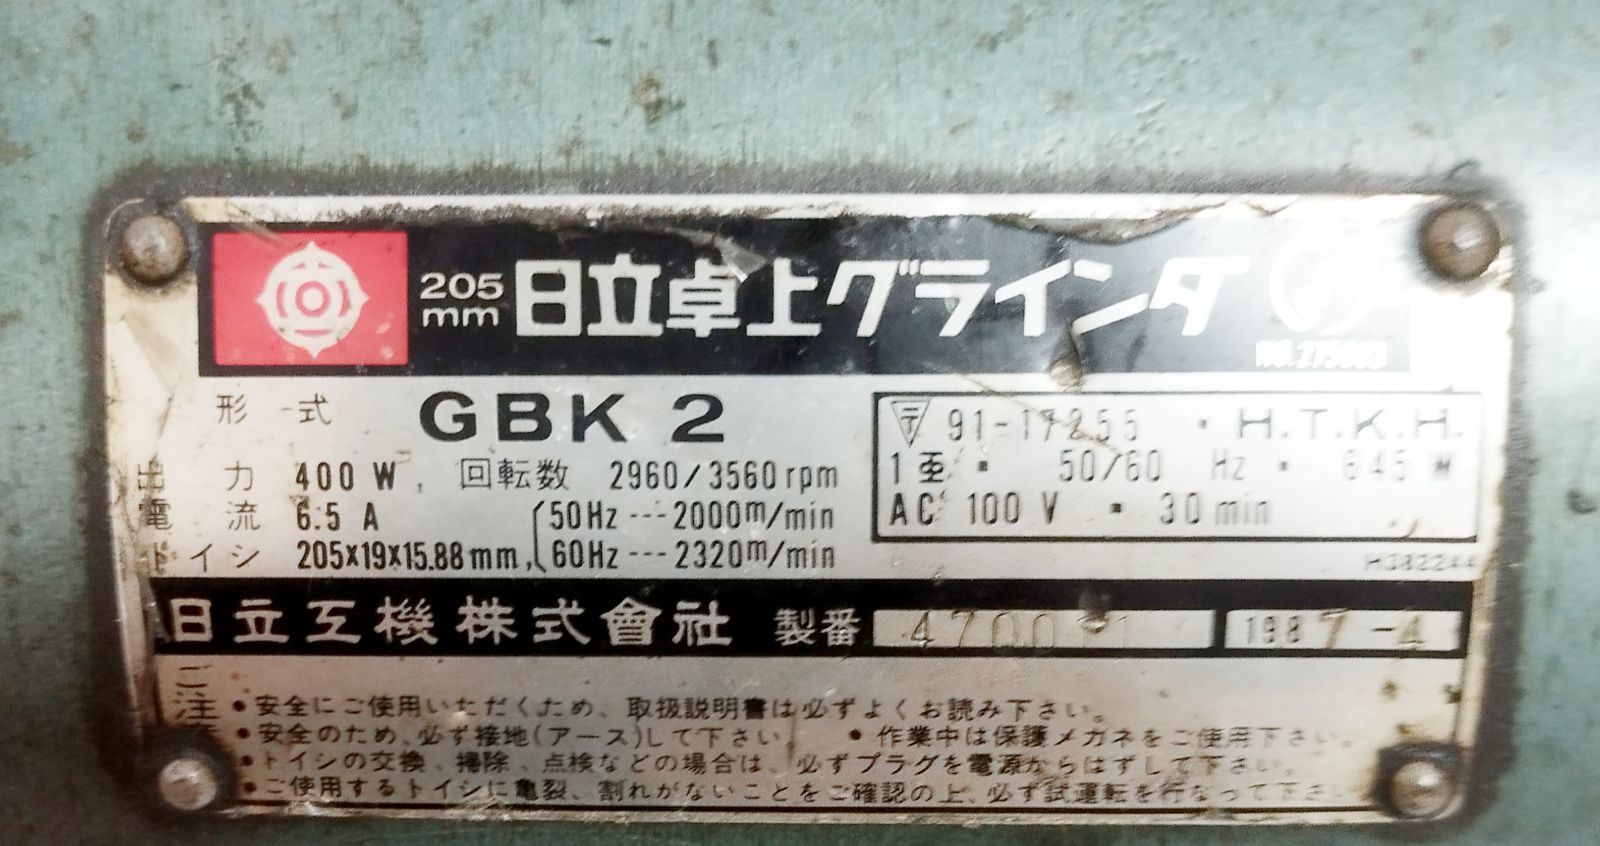 205
mm 日立卓上グラインダ
形式 GBK 2
出力 400 W, 回転数 2960/3560rpm
電流 6.5 A 50Hz---2000m/min
トイシ 205×19×15.88mm, 60Hz---2320m/min
〒 91-17255 · H.T.K.H.
1 · 50/60 Hz · 645 W
AC 100 V · 30 min
H382244
日立工機株式會社 製番 1987-4
ご注
・安全にご使用いただくため、取扱説明書は必ずよくお読み下さい。
・安全のため、必ず接地(アース)して下さい ・作業中は保護メガネをご使用下さい。
・トイシの交換、掃除、点検などの場合は、必ずプラグを電源からはずして下さい。
・ご使用するトイシに亀裂、割れがないことをご確認の上、必ず試運転を行なって下さい